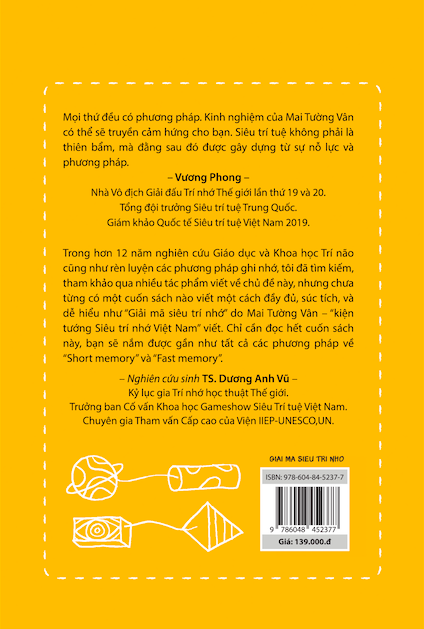 Mọi thứ đều có phương pháp. Kinh nghiệm của Mai Tường Vân
có thể sẽ truyền cảm hứng cho bạn. Siêu trí tuệ không phải là
thiên bẩm, mà đằng sau đó được gây dựng từ sự nỗ lực và
phương pháp.
– Vương Phong –
Nhà Vô địch Giải đấu Trí nhớ Thế giới lần thứ 19 và 20.
Tổng đội trưởng Siêu trí tuệ Trung Quốc.
Giám khảo Quốc tế Siêu trí tuệ Việt Nam 2019.
Trong hơn 12 năm nghiên cứu Giáo dục và Khoa học Trí não
cũng như rèn luyện các phương pháp ghi nhớ, tôi đã tìm kiếm,
tham khảo qua nhiều tác phẩm viết về chủ đề này, nhưng chưa
từng có một cuốn sách nào viết một cách đầy đủ, súc tích, và
dễ hiểu như “Giải mã siêu trí nhớ” do Mai Tường Vân – “kiện
tướng Siêu trí nhớ Việt Nam” viết. Chỉ cần đọc hết cuốn sách
này, bạn sẽ nắm được gần như tất cả các phương pháp về
“Short memory” và “Fast memory”.
– Nghiên cứu sinh TS. Dương Anh Vũ –
Kỷ lục gia Trí nhớ học thuật Thế giới.
Trưởng ban Cố vấn Khoa học Gameshow Siêu Trí tuệ Việt Nam.
Chuyên gia Tham vấn Cấp cao của Viện IIEP-UNESCO,UN.
GIAI MA SIEU TRI NHO
ISBN: 978-604-84-5237-7
9 786048 452377
Giá: 139.000.đ